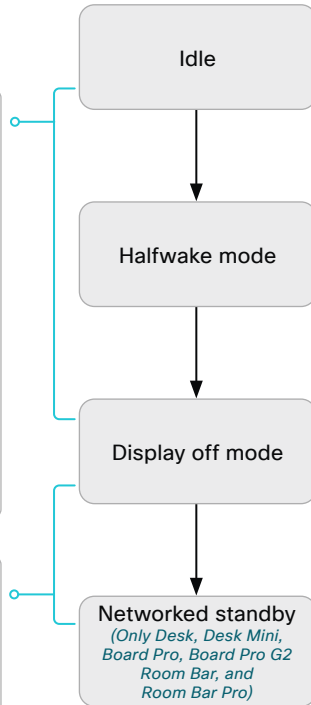 Idle
Halfwake mode
Display off mode
Networked standby
(Only Desk, Desk Mini,
Board Pro, Board Pro G2
Room Bar, and
Room Bar Pro)